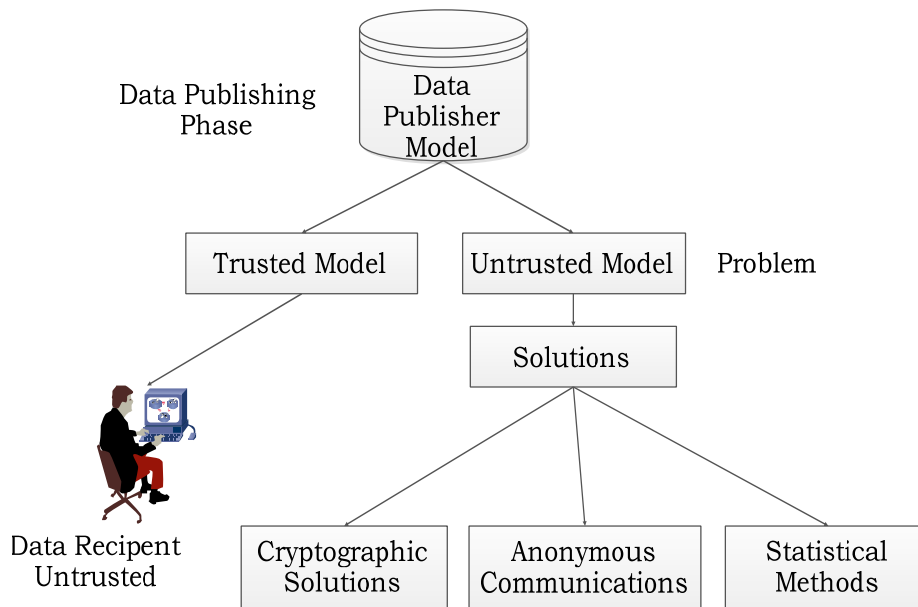 Data Publishing
Phase
Data
Publisher
Model
Trusted Model
Untrusted Model
Problem
Solutions
Data Recipent
Untrusted
Cryptographic
Solutions
Anonymous
Communications
Statistical
Methods